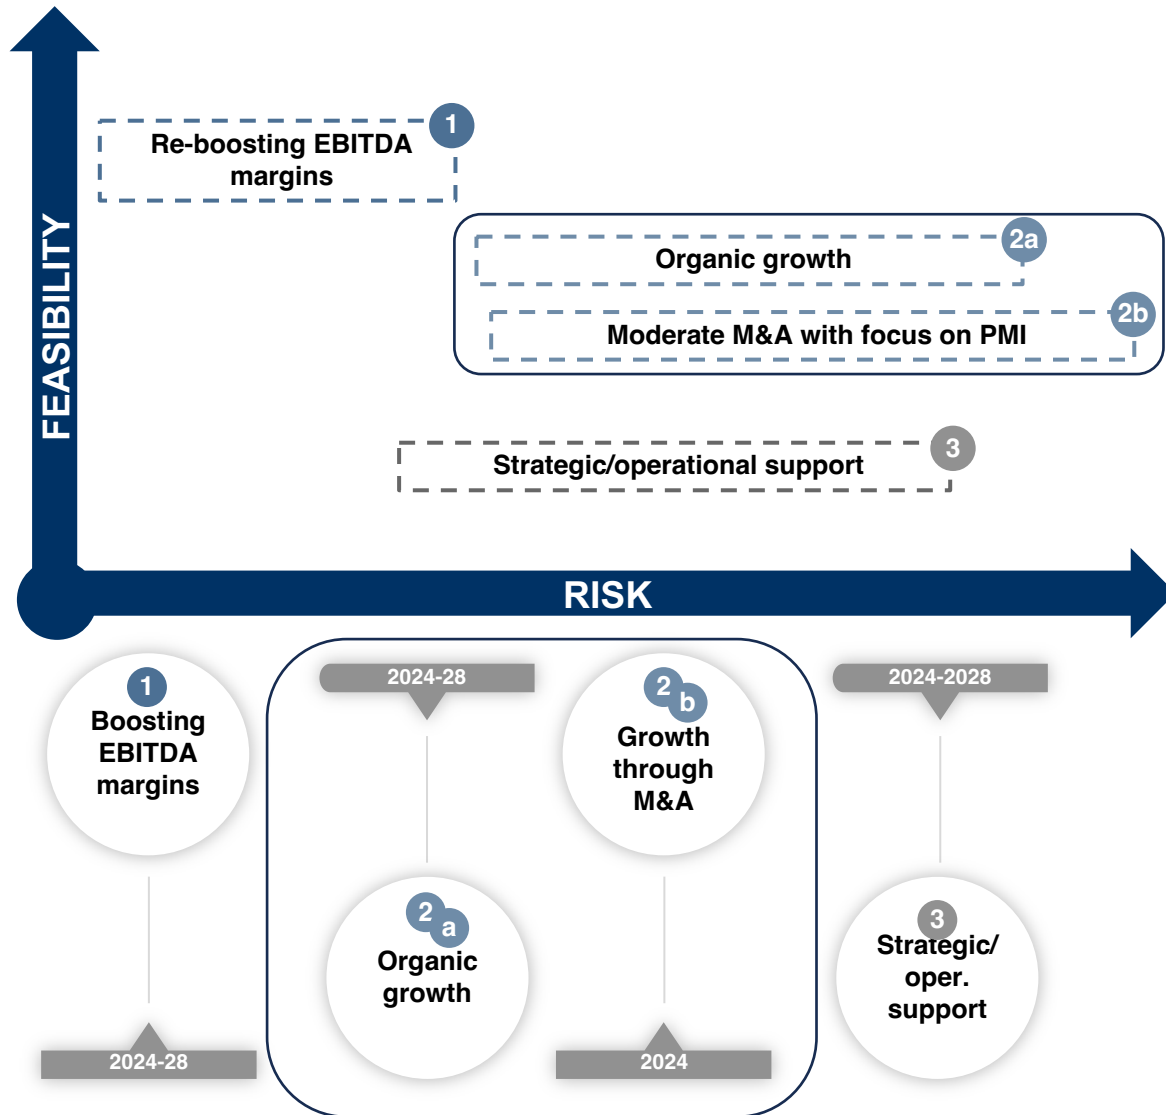 1
Re-boosting EBITDA
margins
2a
Organic growth
2b
Moderate M&A with focus on PMI
3
Strategic/operational support
FEASIBILITY
RISK
1
Boosting
EBITDA
margins
2024-28
2024-28
2
a
Organic
growth
2
b
Growth
through
M&A
2024
2024-2028
3
Strategic/
oper.
support